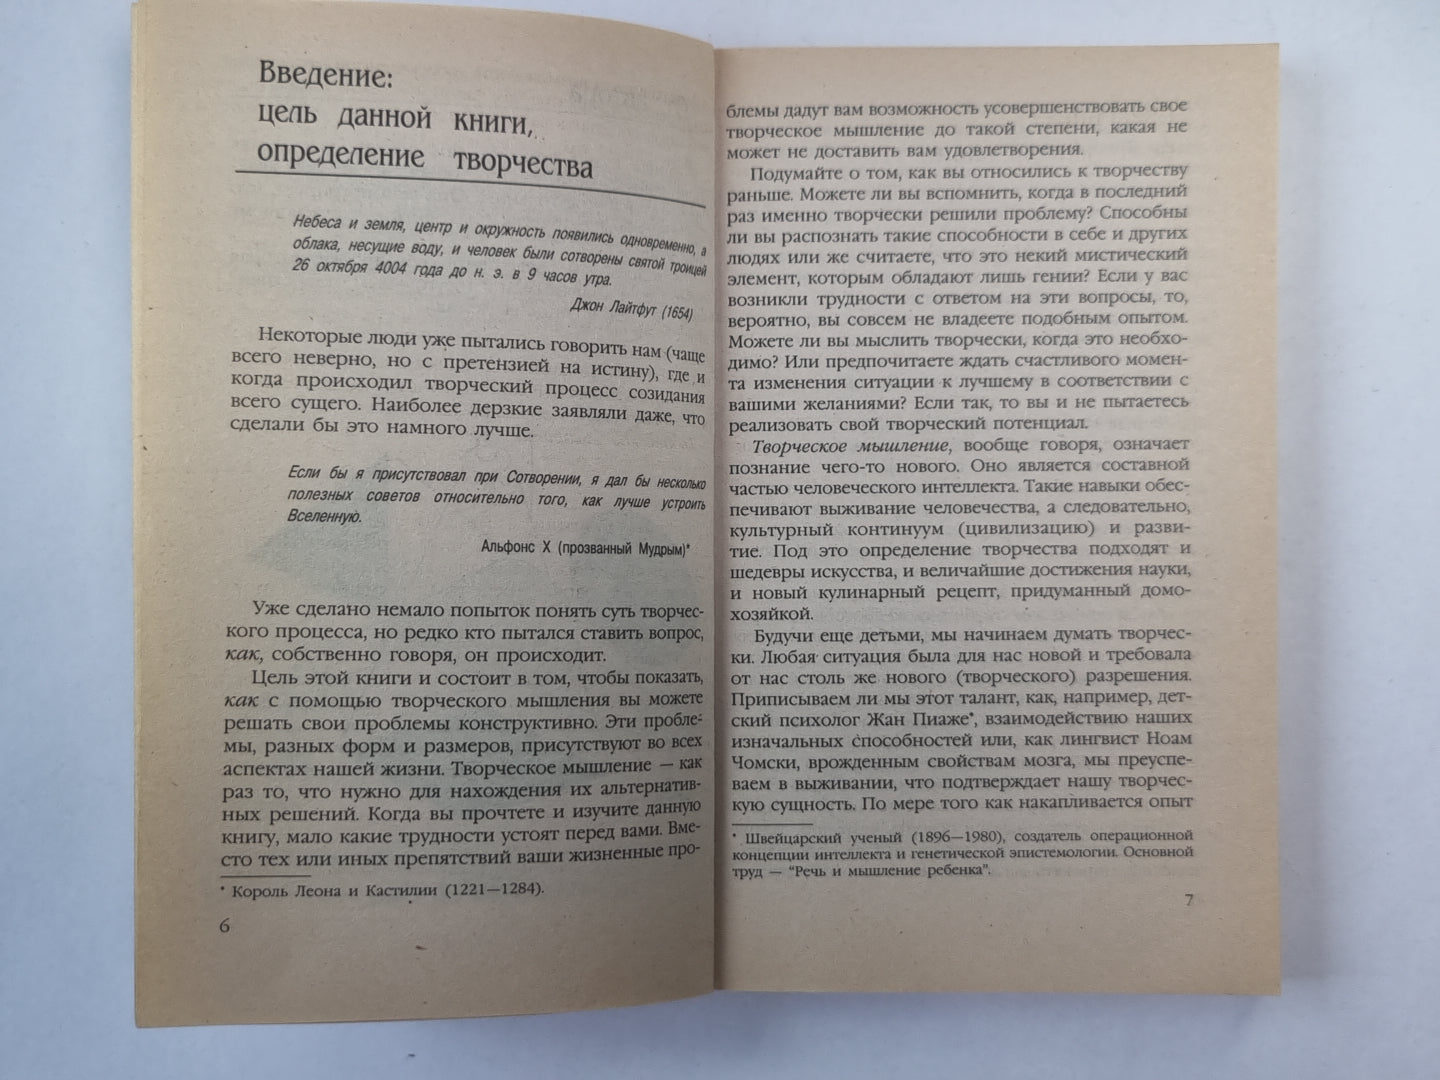 Введение:
цель данной книги,
определение творчества
Небеса и земля, центр и окружность появились одновременно, а
облака, несущие воду, и человек были сотворены святой троицей
26 октября 4004 года до н. э. в 9 часов утра.
Джон Лайтфут (1654)
Некоторые люди уже пытались говорить нам (чаще
всего неверно, но с претензией на истину), где и
когда происходил творческий процесс созидания
всего сущего. Наиболее дерзкие заявляли даже, что
сделали бы это намного лучше.
Если бы я присутствовал при Сотворении, я дал бы несколько
полезных советов относительно того, как лучше устроить
Вселенную.
Альфонс X (прозванный Мудрым)*
Уже сделано немало попыток понять суть творчес-
кого процесса, но редко кто пытался ставить вопрос,
как, собственно говоря, он происходит.
Цель этой книги и состоит в том, чтобы показать,
как с помощью творческого мышления вы можете
решать свои проблемы конструктивно. Эти пробле-
мы, разных форм и размеров, присутствуют во всех
аспектах нашей жизни. Творческое мышление — как
раз то, что нужно для нахождения их альтернатив-
ных решений. Когда вы прочтете и изучите данную
книгу, мало какие трудности устоят перед вами. Вме-
сто тех или иных препятствий ваши жизненные про-
* Король Леона и Кастилии (1221—1284).
6
блемы дадут вам возможность усовершенствовать свое
творческое мышление до такой степени, какая не
может не доставить вам удовлетворения.
Подумайте о том, как вы относились к творчеству
раньше. Можете ли вы вспомнить, когда в последний
раз именно творчески решили проблему? Способны
ли вы распознать такие способности в себе и других
людях или же считаете, что это некий мистический
элемент, которым обладают лишь гении? Если у вас
возникли трудности с ответом на эти вопросы, то,
вероятно, вы совсем не владеете подобным опытом.
Можете ли вы мыслить творчески, когда это необхо-
димо? Или предпочитаете ждать счастливого момен-
та изменения ситуации к лучшему в соответствии с
вашими желаниями? Если так, то вы и не пытаетесь
реализовать свой творческий потенциал.
Творческое мышление, вообще говоря, означает
познание чего-то нового. Оно является составной
частью человеческого интеллекта. Такие навыки обес-
печивают выживание человечества, а следовательно,
культурный континуум (цивилизацию) и разви-
тие. Под это определение творчества подходят и
шедевры искусства, и величайшие достижения науки,
и новый кулинарный рецепт, придуманный домо-
хозяйкой.
Будучи еще детьми, мы начинаем думать творчес-
ки. Любая ситуация была для нас новой и требовала
от нас столь же нового (творческого) разрешения.
Приписываем ли мы этот талант, как, например, дет-
ский психолог Жан Пиаже*, взаимодействию наших
изначальных способностей или, как лингвист Ноам
Чомски, врожденным свойствам мозга, мы преуспе-
ваем в выживании, что подтверждает нашу творчес-
кую сущность. По мере того как накапливается опыт
* Швейцарский ученый (1896—1980), создатель операционной
концепции интеллекта и генетической эпистемологии. Основной
труд — “Речь и мышление ребенка”.
7